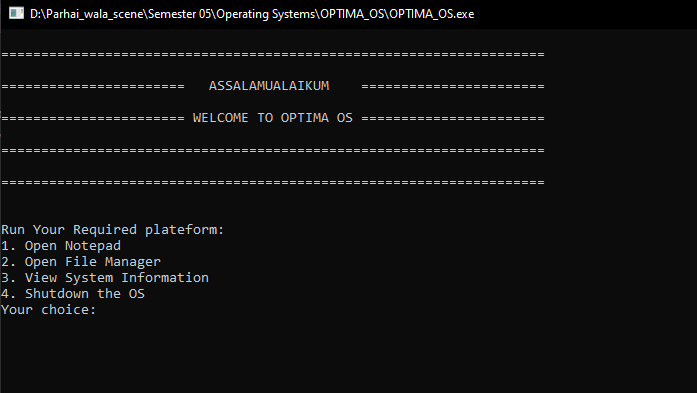 D:\Parhai_wala_scene\Semester 05\Operating Systems\OPTIMA_OS\OPTIMA_OS.exe
====================================================================
=======================   ASSALAMUALAIKUM    =======================
======================= WELCOME TO OPTIMA OS =======================
====================================================================
====================================================================
Run Your Required plateform:
1. Open Notepad
2. Open File Manager
3. View System Information
4. Shutdown the OS
Your choice: